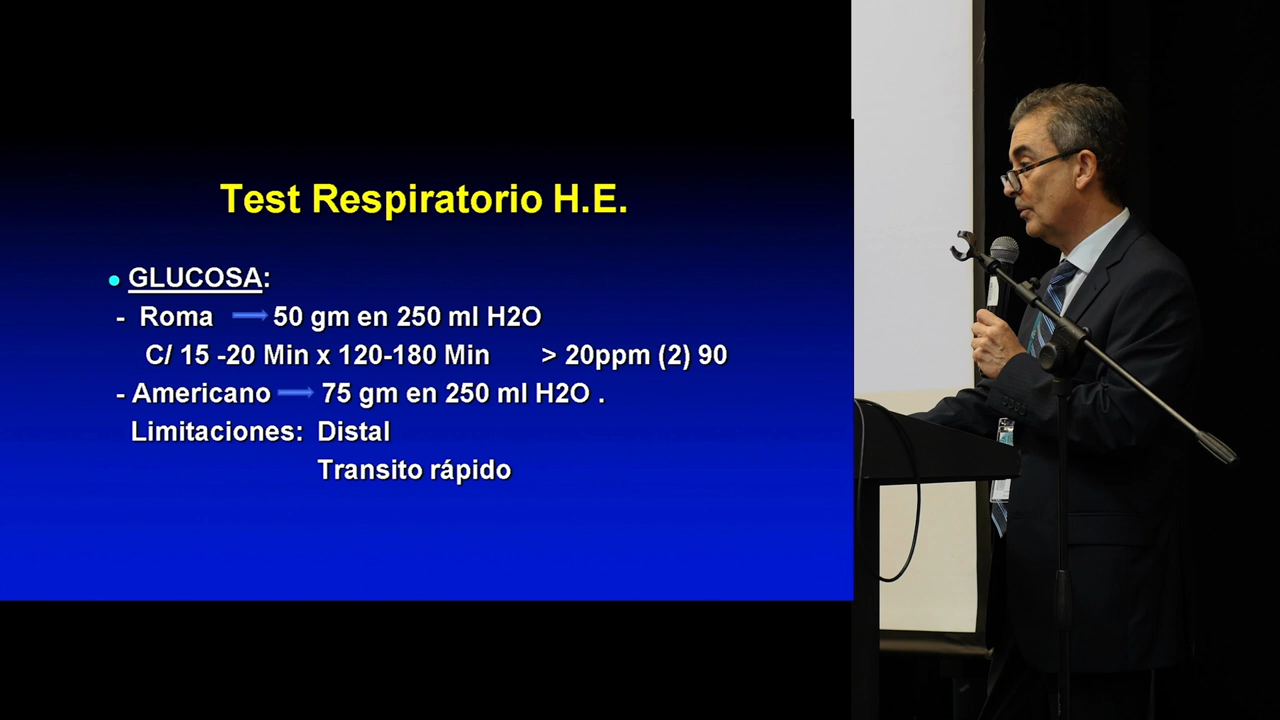 Test Respiratorio H.E.
GLUCOSA:
- Roma 50 gm en 250 ml H2O
C/ 15 -20 Min x 120-180 Min > 20ppm (2) 90
- Americano 75 gm en 250 ml H2O .
Limitaciones: Distal
Transito rápido